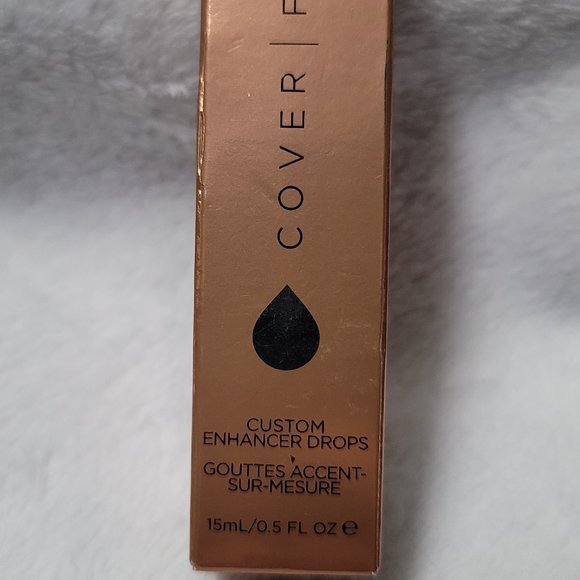 COVER | F
CUSTOM
ENHANCER DROPS
GOUTTES ACCENT-
SUR-MESURE
15mL/0.5 FL OZ ℮